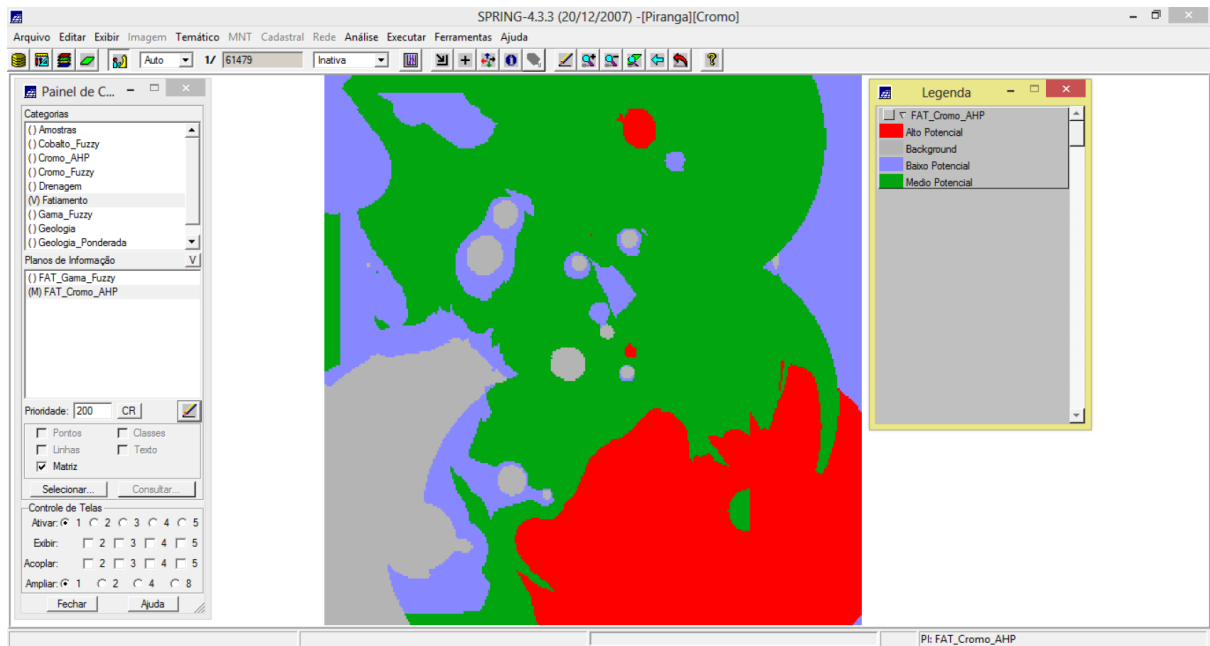 SPRING-4.3.3 (20/12/2007) -[Piranga][Cromo]
Arquivo Editar Exibir Imagem Temático MNT Cadastral Rede Análise Executar Ferramentas Ajuda
Auto 1/ 61479 Inativa
Painel de C...
Categorias
( ) Amostras
( ) Cobalto_Fuzzy
( ) Cromo_AHP
( ) Cromo_Fuzzy
( ) Drenagem
(V) Fatiamento
( ) Gama_Fuzzy
( ) Geologia
( ) Geologia_Ponderada
Planos de Informação V
( ) FAT_Gama_Fuzzy
(M) FAT_Cromo_AHP
Prioridade: 200 CR
Pontos Classes
Linhas Texto
Matriz
Selecionar... Consultar...
Controle de Telas
Ativar: 1 2 3 4 5
Exibir: 2 3 4 5
Acoplar: 2 3 4 5
Ampliar: 1 2 4 8
Fechar Ajuda
Legenda
FAT_Cromo_AHP
Alto Potencial
Background
Baixo Potencial
Medio Potencial
PI: FAT_Cromo_AHP